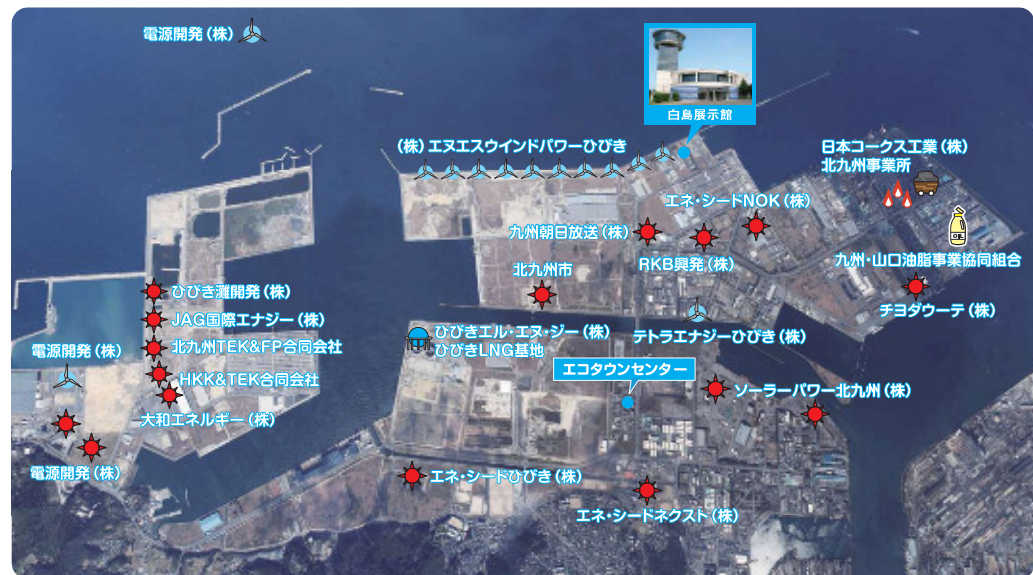 電源開発(株)
白島展示館
(株)エヌエスウインドパワーひびき
日本コークス工業(株)
北九州事業所
エネ・シードNOK(株)
OIL
九州朝日放送(株)
RKB興発(株)
九州・山口油脂事業協同組合
北九州市
チヨダウーテ(株)
ひびき灘開発(株)
JAG国際エナジー(株)
ひびきエル・エヌ・ジー(株)
ひびきLNG基地
テトラエナジーひびき(株)
北九州TEK&FP合同会社
電源開発(株)
エコタウンセンター
HKK&TEK合同会社
ソーラーパワー北九州(株)
大和エネルギー(株)
電源開発(株)
エネ・シードひびき(株)
エネ・シードネクスト(株)